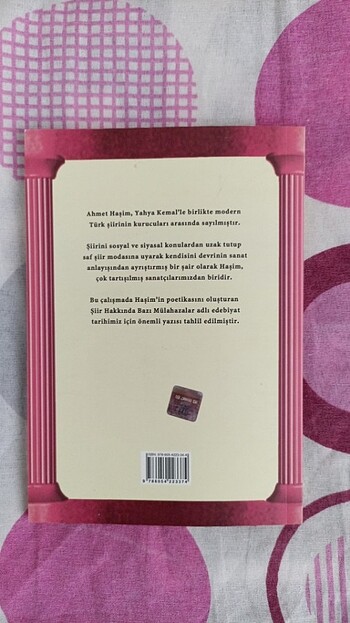 Ahmet Haşim, Yahya Kemal'le birlikte modern
Türk şiirinin kurucuları arasında sayılmıştır.
Şiirini sosyal ve siyasal konulardan uzak tutup
saf şiir modasına uyarak kendisini devrinin sanat
anlayışından ayrıştırmış bir şair olarak Haşim,
çok tartışılmış sanatçılarımızdan biridir.
Bu çalışmada Haşim'in poetikasını oluşturan
Şiir Hakkında Bazı Mülahazalar adlı edebiyat
tarihimiz için önemli yazısı tahlil edilmiştir.